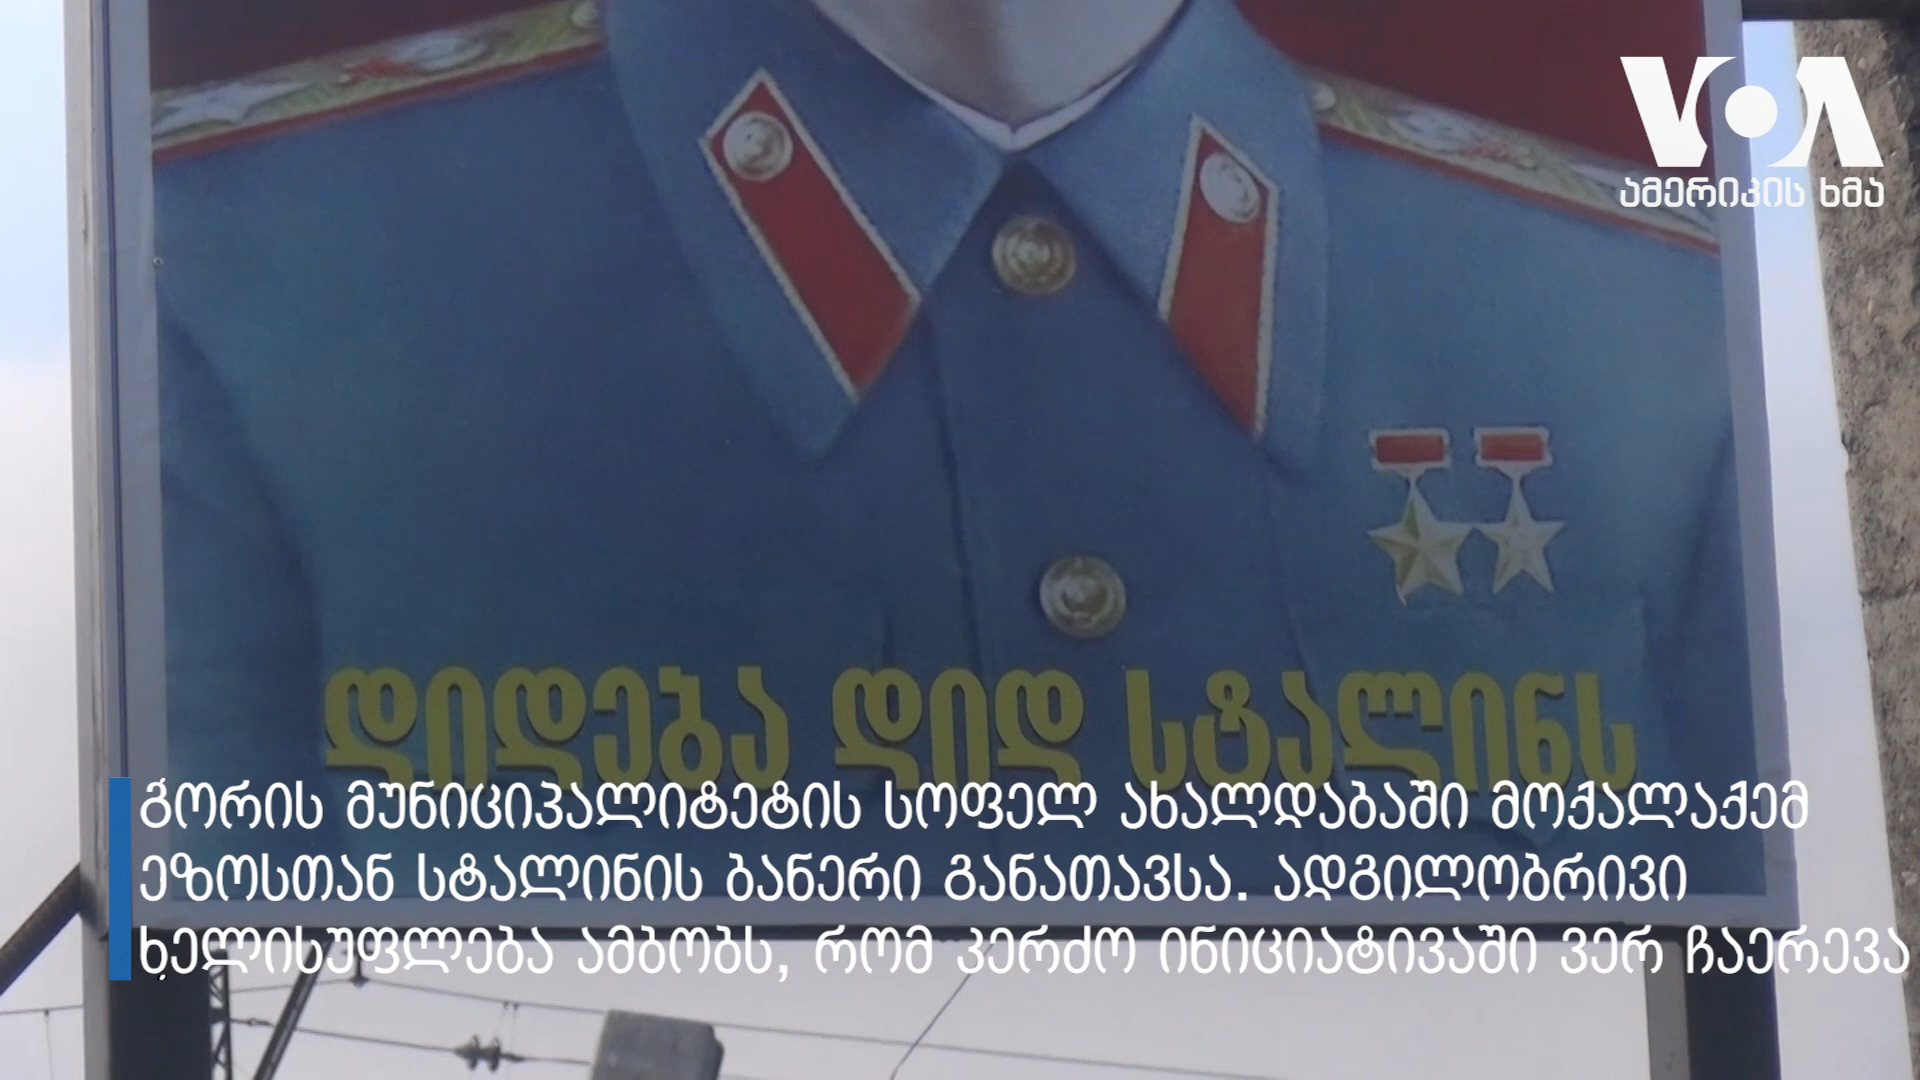 VOA
ამერიკის ხმა
დიდება დიდ სტალინს
გორის მუნიციპალიტეტის სოფელ ახალდაბაში მოქალაქემ
ეზოსთან სტალინის ბანერი განათავსა. ადგილობრივი
ხელისუფლება ამბობს, რომ კერძო ინიციატივაში ვერ ჩაერევა